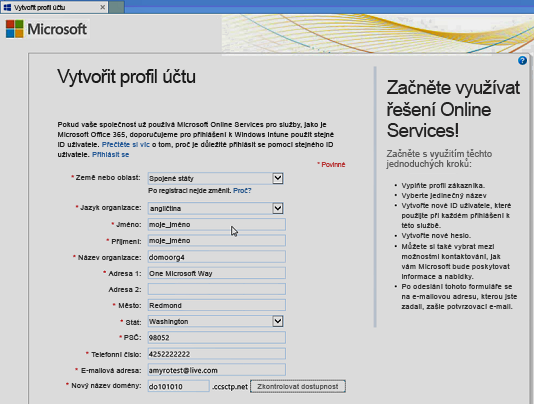 Vytvořit profil účtu
Microsoft
Vytvořit profil účtu
Pokud vaše společnost už používá Microsoft Online Services pro služby, jako je
Microsoft Office 365, doporučujeme pro přihlášení k Windows Intune použít stejné
ID uživatele. Přečtěte si víc o tom, proč je důležité přihlásit se pomocí stejného ID
uživatele. Přihlásit se
* Povinné
* Země nebo oblast: Spojené státy
Po registraci nejde změnit. Proč?
* Jazyk organizace: angličtina
* Jméno: moje_jméno
* Příjmení: moje_jméno
* Název organizace: domoorg4
* Adresa 1: One Microsoft Way
Adresa 2:
* Město: Redmond
* Stát: Washington
* PSČ: 98052
* Telefonní číslo: 4252222222
* E-mailová adresa: amyrotest@live.com
* Nový název domény: do101010 .ccsctp.net Zkontrolovat dostupnost
Začněte využívat
řešení Online
Services!
Začněte s využitím těchto
jednoduchých kroků:
• Vyplňte profil zákazníka.
• Vyberte jedinečný název
• Vytvořte nové ID uživatele, které
použijte při každém přihlášení k
této službě.
• Vytvořte nové heslo.
• Můžete si také vybrat mezi
možnostmi kontaktování, jak
vám Microsoft bude poskytovat
informace a nabídky.
• Po odeslání tohoto formuláře se
na e-mailovou adresu, kterou jste
zadali, zašle potvrzovací e-mail.